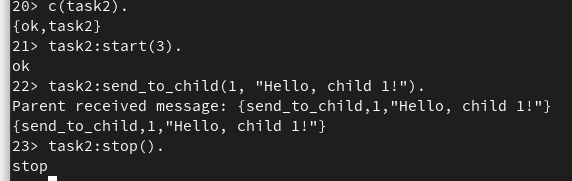 20> c(task2).
{ok,task2}
21> task2:start(3).
ok
22> task2:send_to_child(1, "Hello, child 1!").
Parent received message: {send_to_child,1,"Hello, child 1!"}
{send_to_child,1,"Hello, child 1!"}
23> task2:stop().
stop